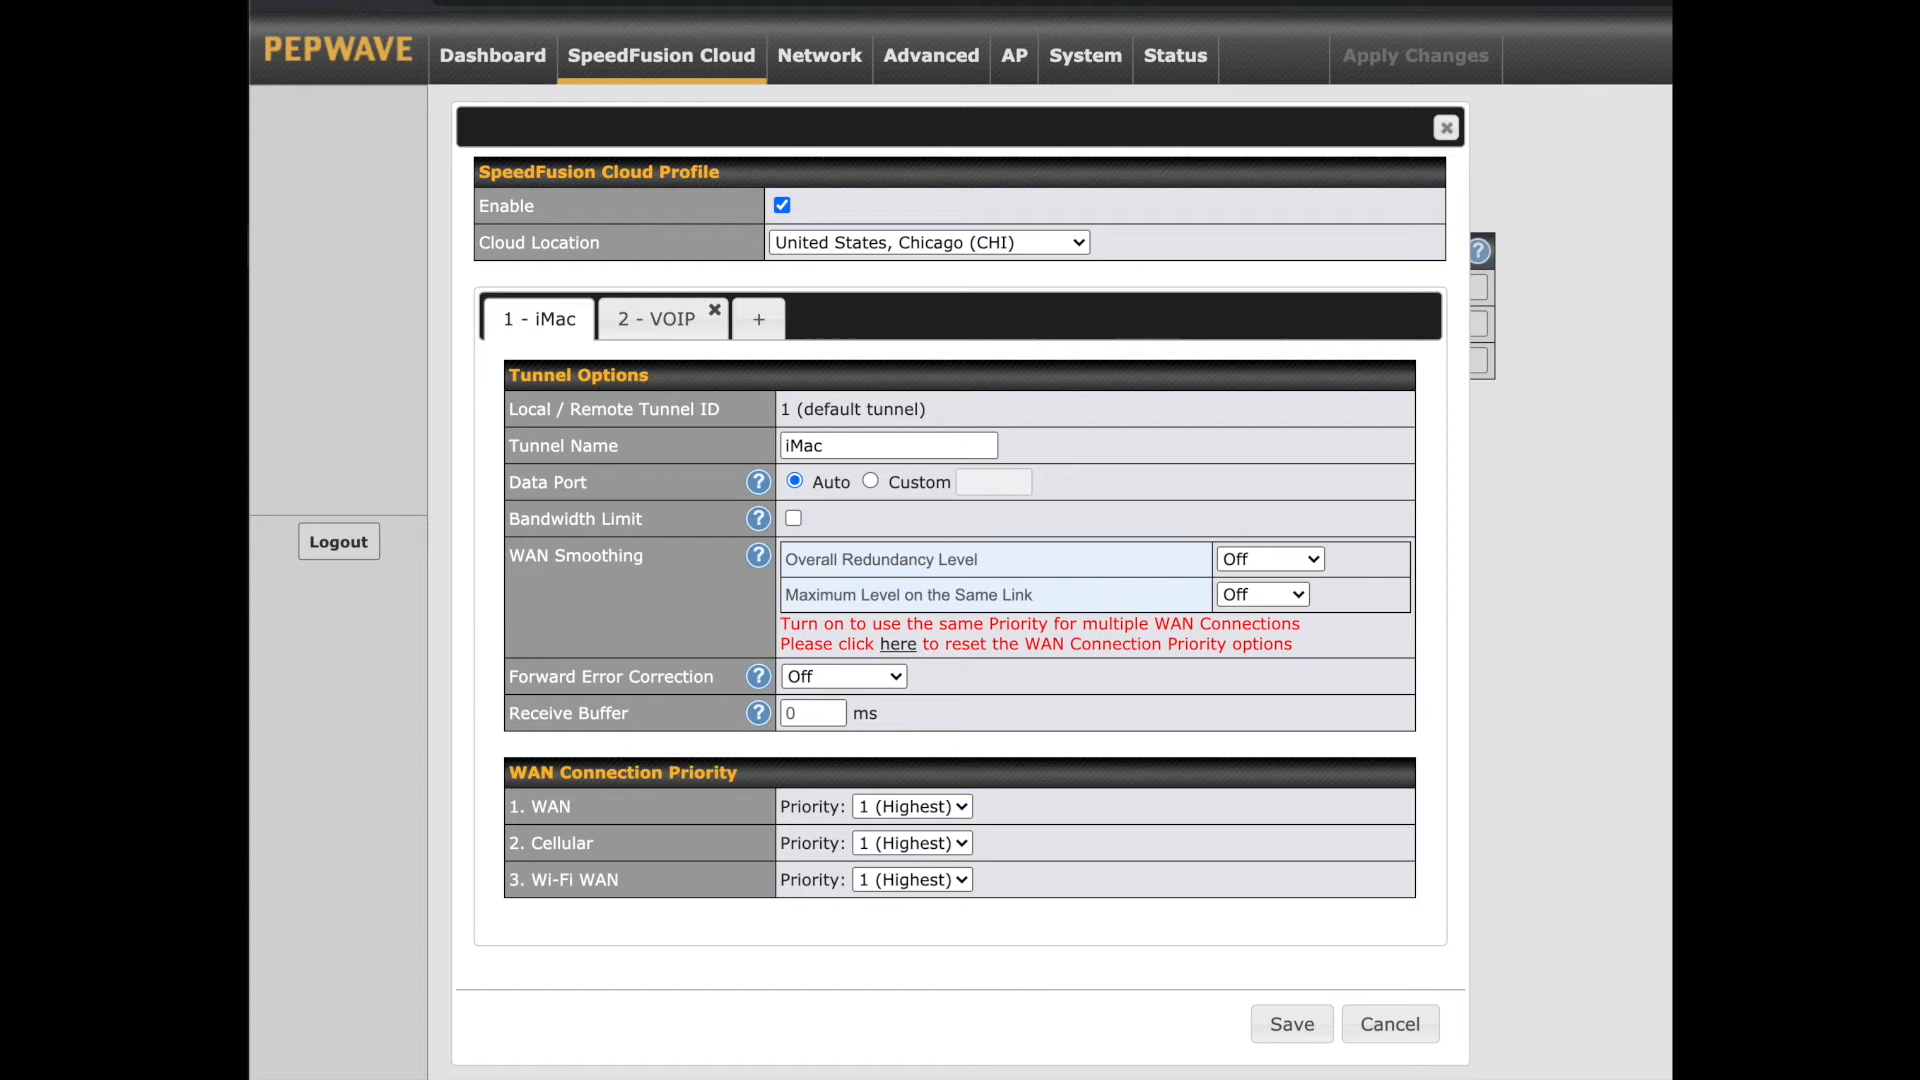 PEPWAVE
Dashboard
SpeedFusion Cloud
Network
Advanced
AP
System
Status
Apply Changes
SpeedFusion Cloud Profile
Enable
Cloud Location United States, Chicago (CHI)
?
1 - iMac
2 - VOIP
+
Tunnel Options
Local / Remote Tunnel ID 1 (default tunnel)
Tunnel Name iMac
Data Port ? Auto Custom
Bandwidth Limit ?
Logout
WAN Smoothing ? Overall Redundancy Level Off
Maximum Level on the Same Link Off
Turn on to use the same Priority for multiple WAN Connections
Please click here to reset the WAN Connection Priority options
Forward Error Correction ? Off
Receive Buffer ? 0 ms
WAN Connection Priority
1. WAN Priority: 1 (Highest)
2. Cellular Priority: 1 (Highest)
3. Wi-Fi WAN Priority: 1 (Highest)
Save
Cancel